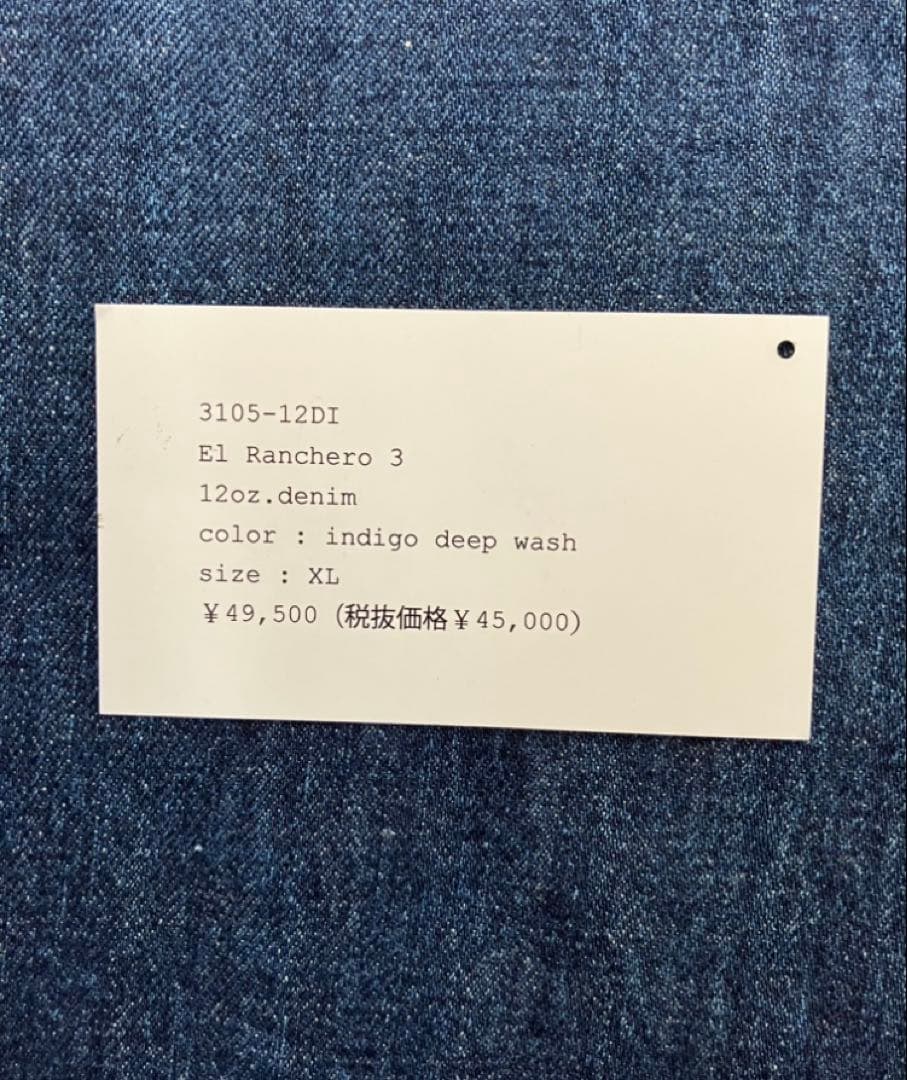 3105-12DI
El Ranchero 3
12oz.denim
color : indigo deep wash
size : XL
￥49,500（税抜価格￥45,000）